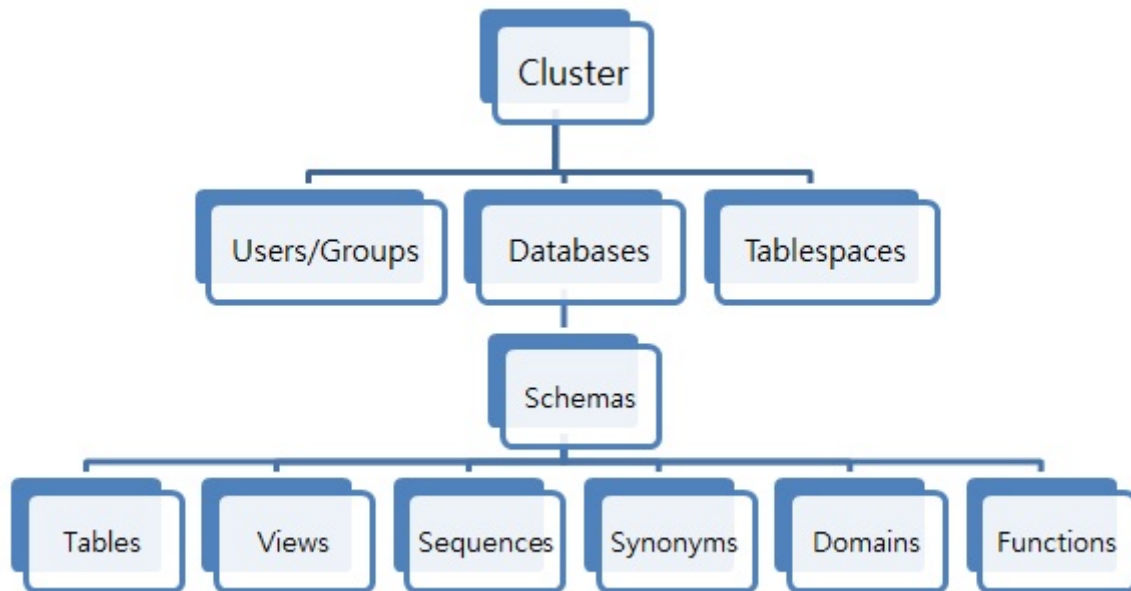 Cluster
Users/Groups
Databases
Tablespaces
Schemas
Tables
Views
Sequences
Synonyms
Domains
Functions